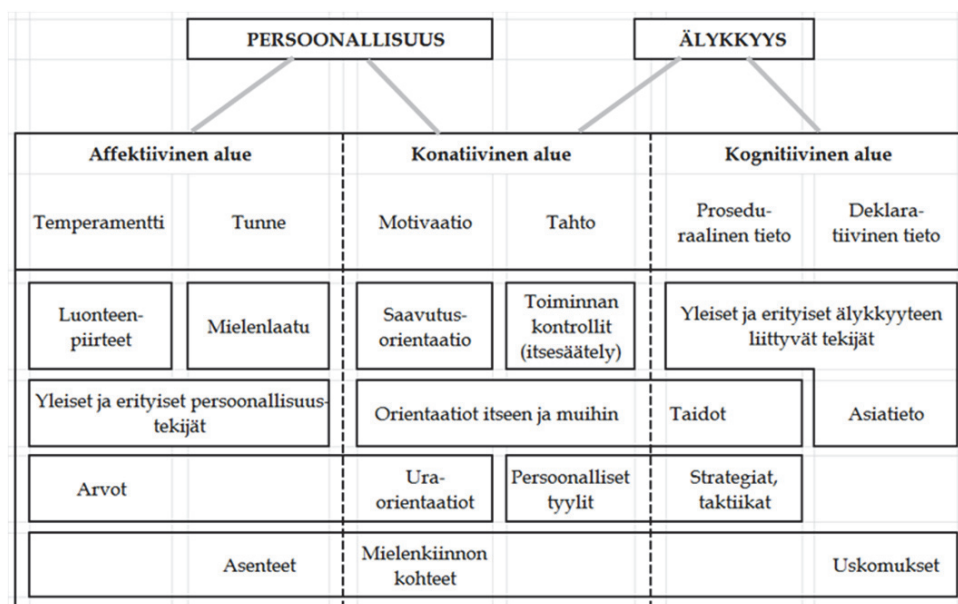 PERSOONALLISUUS
ÄLYKKYYS
Affektiivinen alue
Konatiivinen alue
Kognitiivinen alue
Temperamentti
Tunne
Motivaatio
Tahto
Prosedu-
raalinen tieto
Deklara-
tiivinen tieto
Luonteen-
piirteet
Mielenlaatu
Saavutus-
orientaatio
Toiminnan
kontrollit
(itsesäätely)
Yleiset ja erityiset älykkyyteen
liittyvät tekijät
Yleiset ja erityiset persoonallisuus-
tekijät
Orientaatiot itseen ja muihin
Taidot
Asiatieto
Arvot
Ura-
orientaatiot
Persoonalliset
tyylit
Strategiat,
taktiikat
Asenteet
Mielenkiinnon
kohteet
Uskomukset